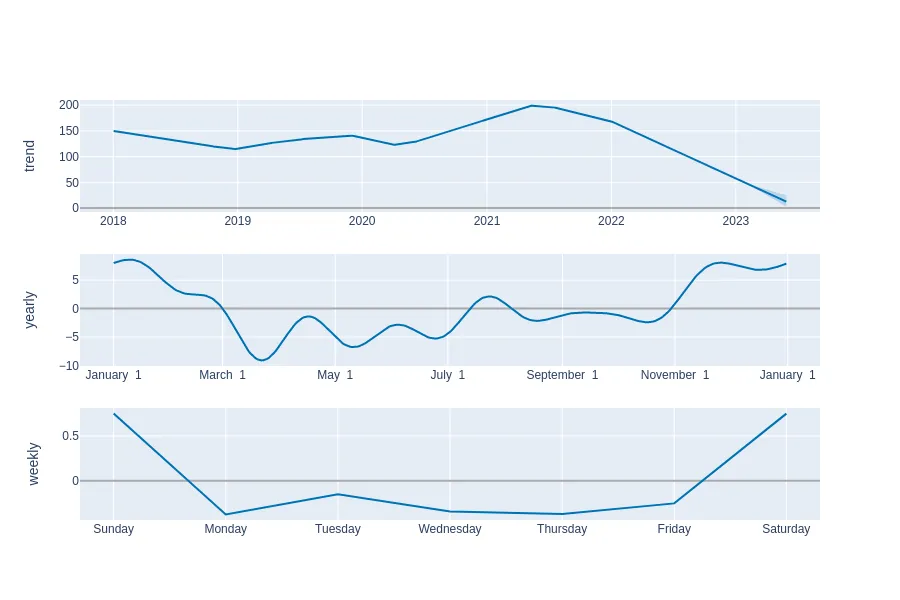 trend
200
150
100
50
0
2018 2019 2020 2021 2022 2023
yearly
5
0
−5
−10
January 1 March 1 May 1 July 1 September 1 November 1 January 1
weekly
0.5
0
Sunday Monday Tuesday Wednesday Thursday Friday Saturday